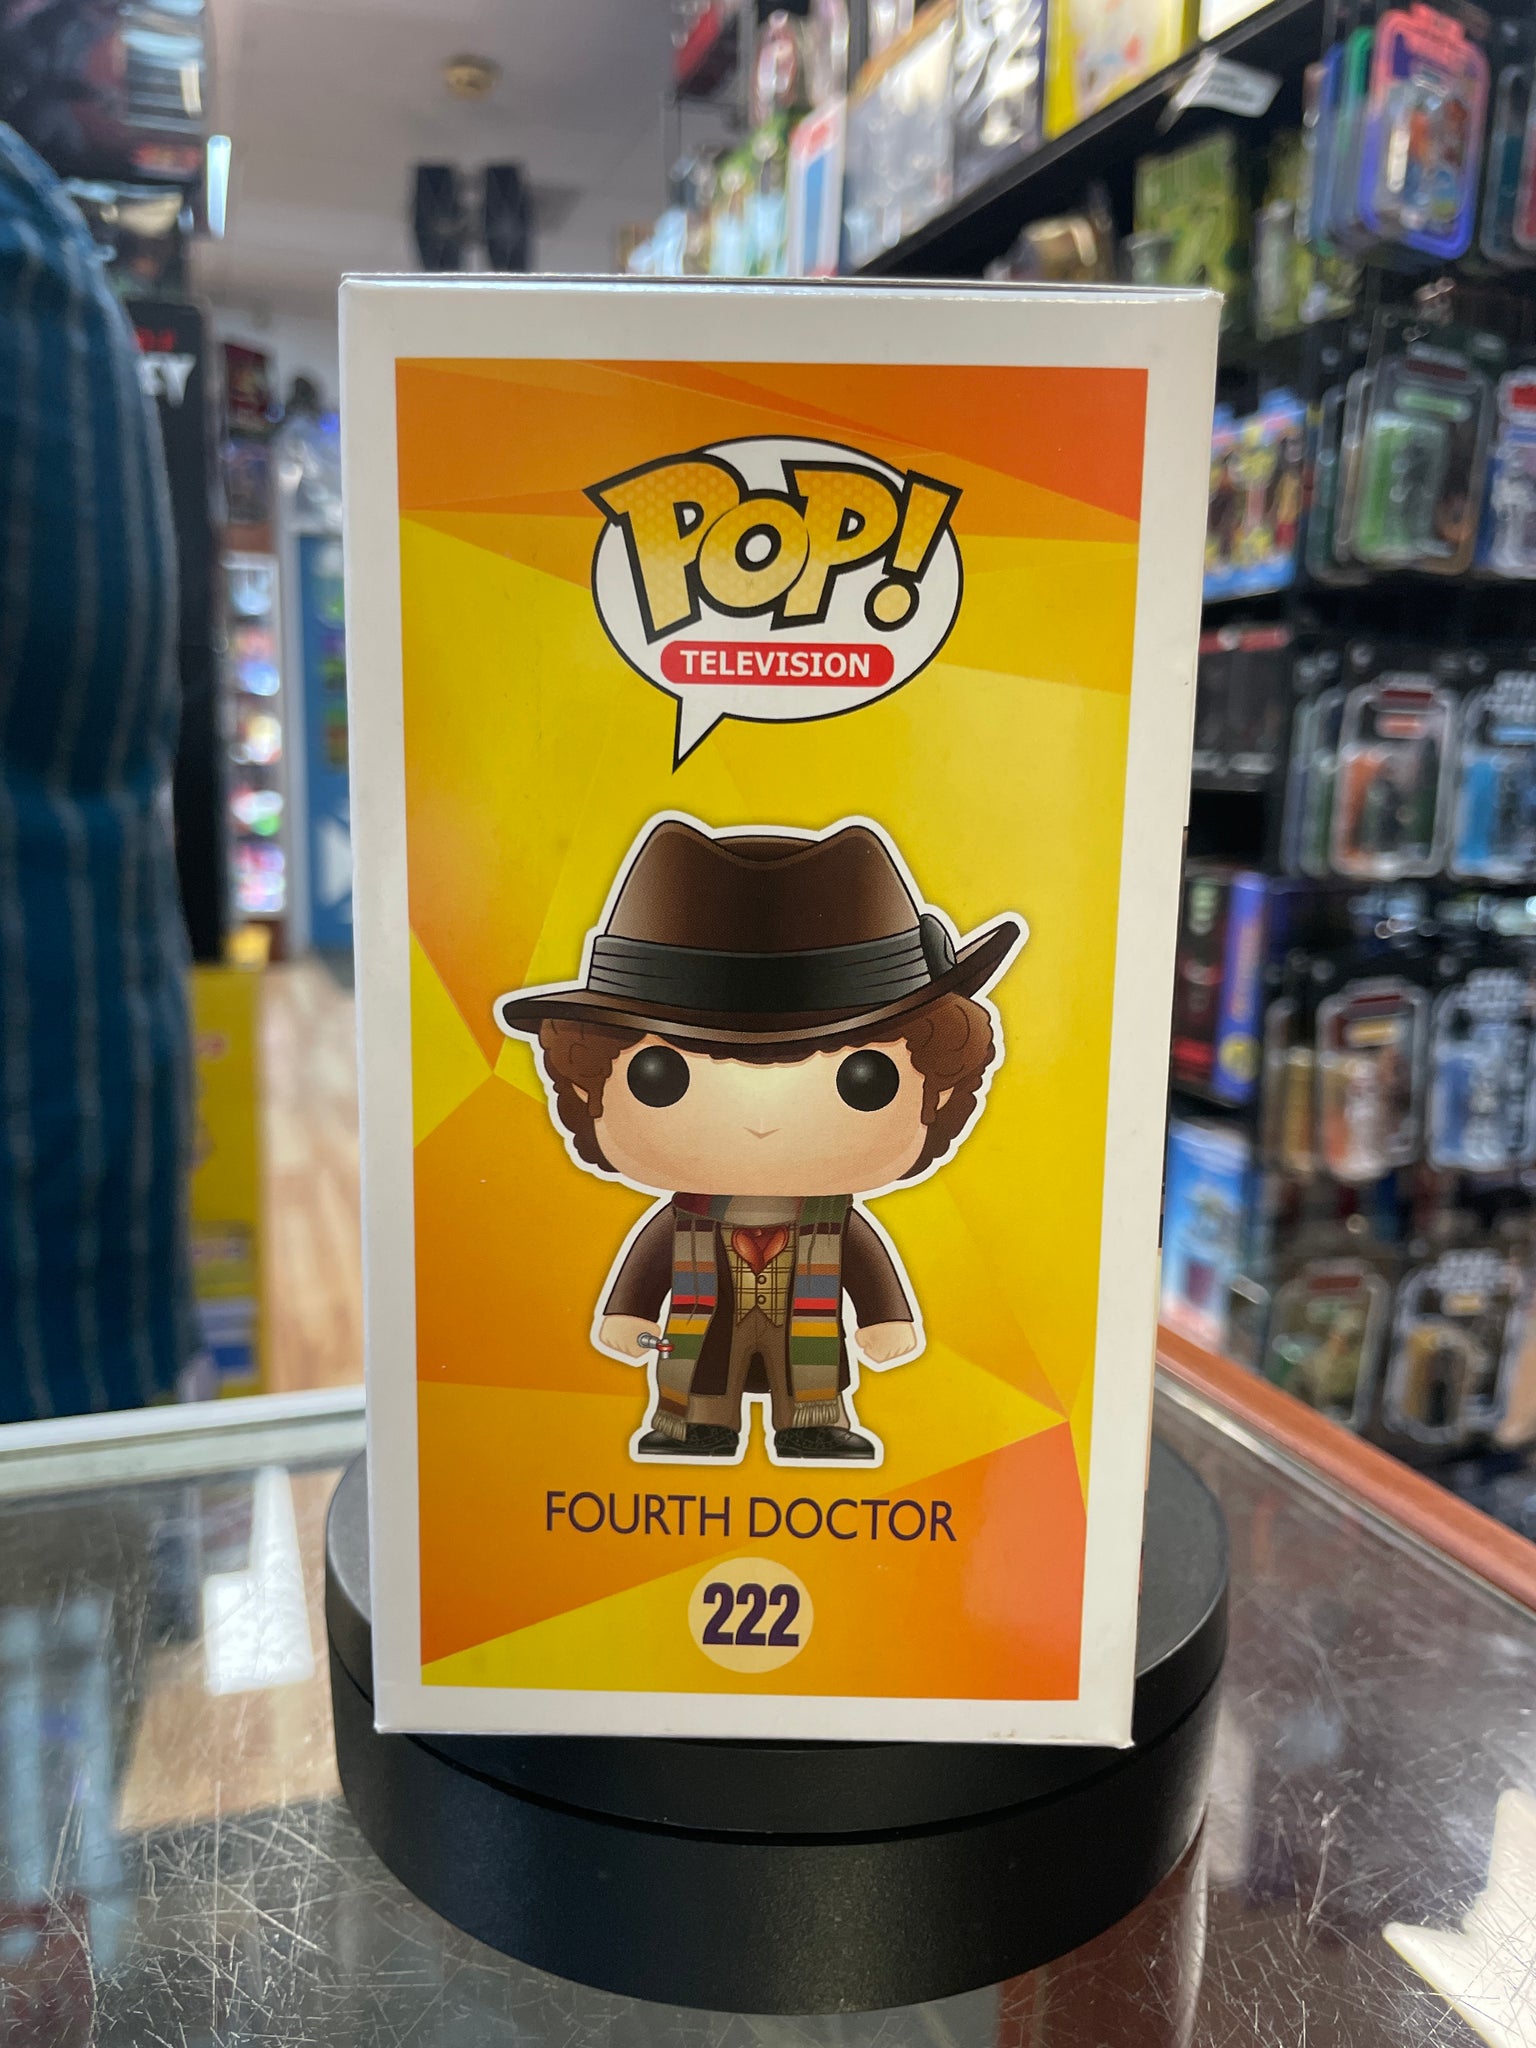 POP!
TELEVISION
FOURTH DOCTOR
222